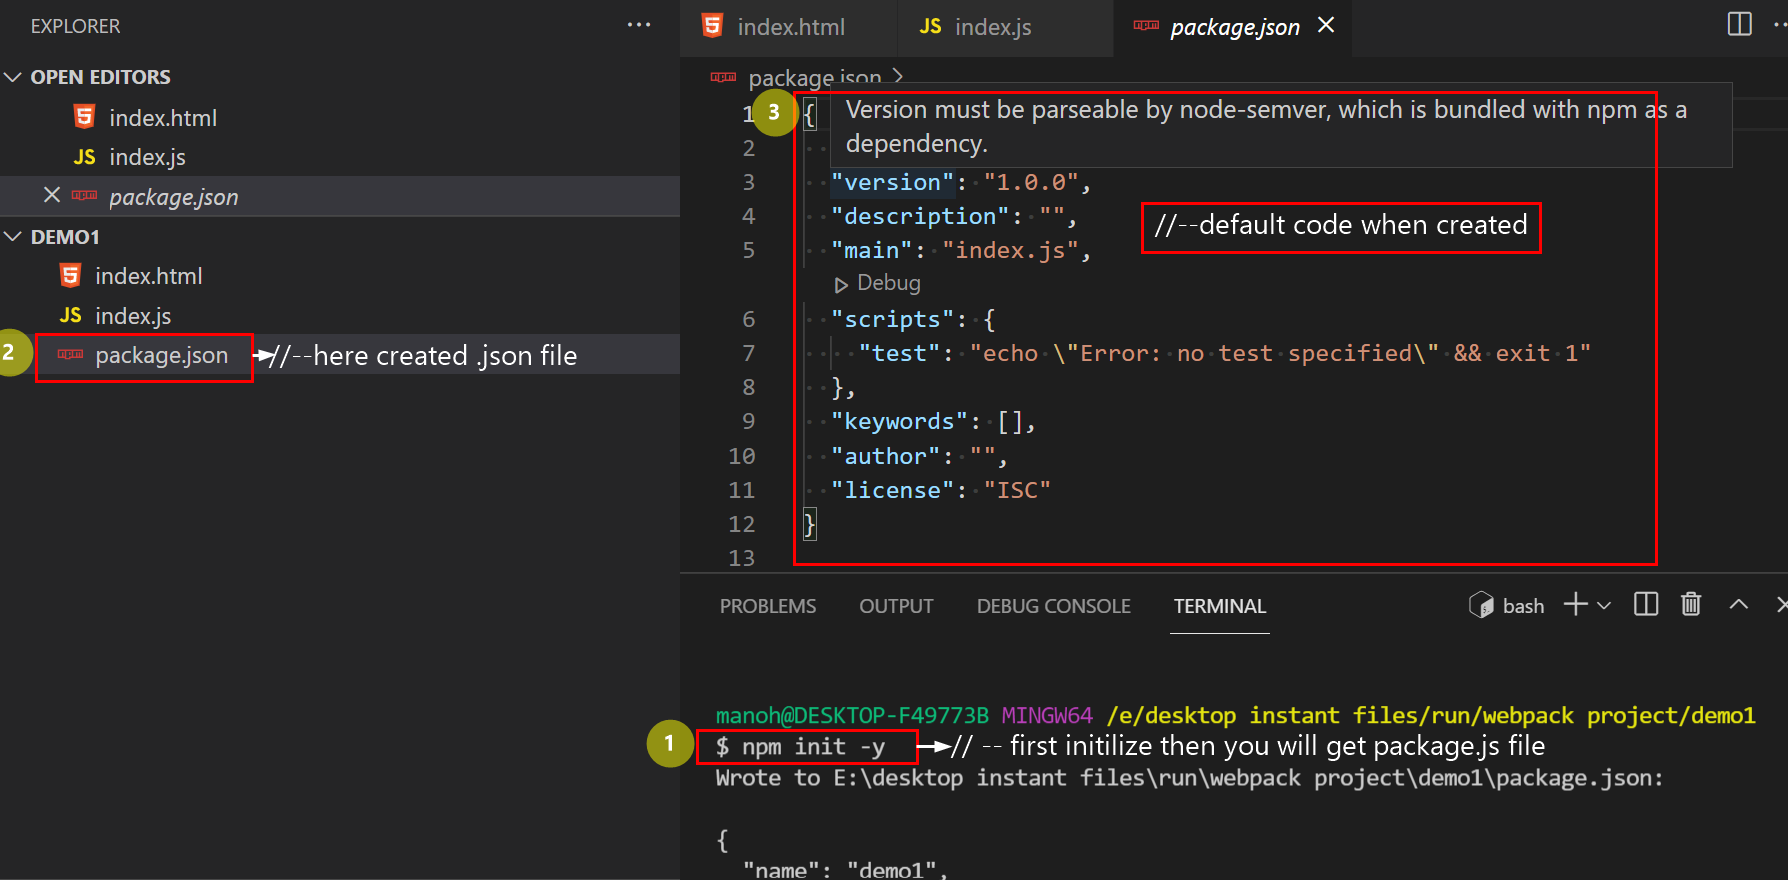 EXPLORER
OPEN EDITORS
index.html
JS index.js
package.json
DEMO1
index.html
JS index.js
2
package.json
//--here created .json file
index.html
JS index.js
package.json
package.json
3
Version must be parseable by node-semver, which is bundled with npm as a
dependency.
1 {
2
3 "version": "1.0.0",
4 "description": "",
//--default code when created
5 "main": "index.js",
Debug
6 "scripts": {
7 "test": "echo \"Error: no test specified\" && exit 1"
8 },
9 "keywords": [],
10 "author": "",
11 "license": "ISC"
12 }
13
PROBLEMS OUTPUT DEBUG CONSOLE TERMINAL bash
manoh@DESKTOP-F49773B MINGW64 /e/desktop instant files/run/webpack project/demo1
1
$ npm init -y
// -- first initilize then you will get package.js file
Wrote to E:\desktop instant files\run\webpack project\demo1\package.json:
{
"name": "demo1",